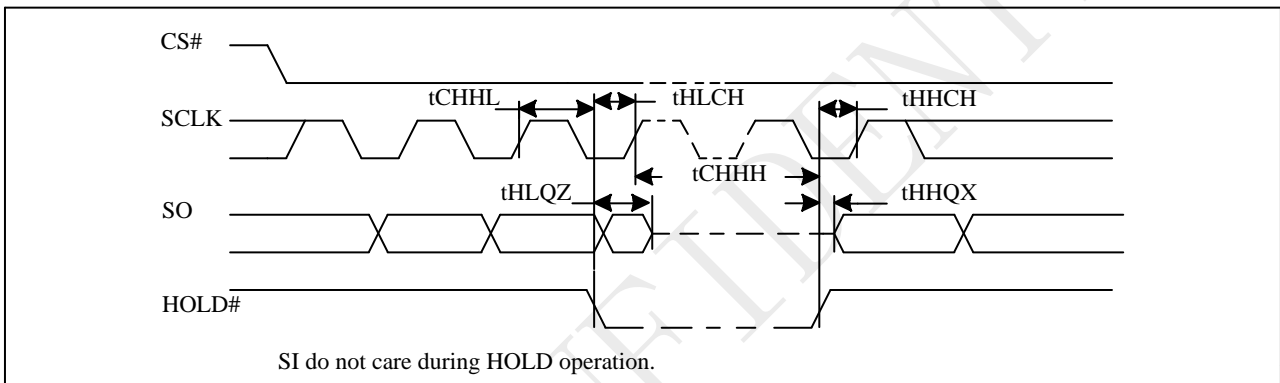 CS#
tCHHL tHLCH tHHCH
SCLK
tCHHH
tHLQZ tHHQX
SO
HOLD#
SI do not care during HOLD operation.